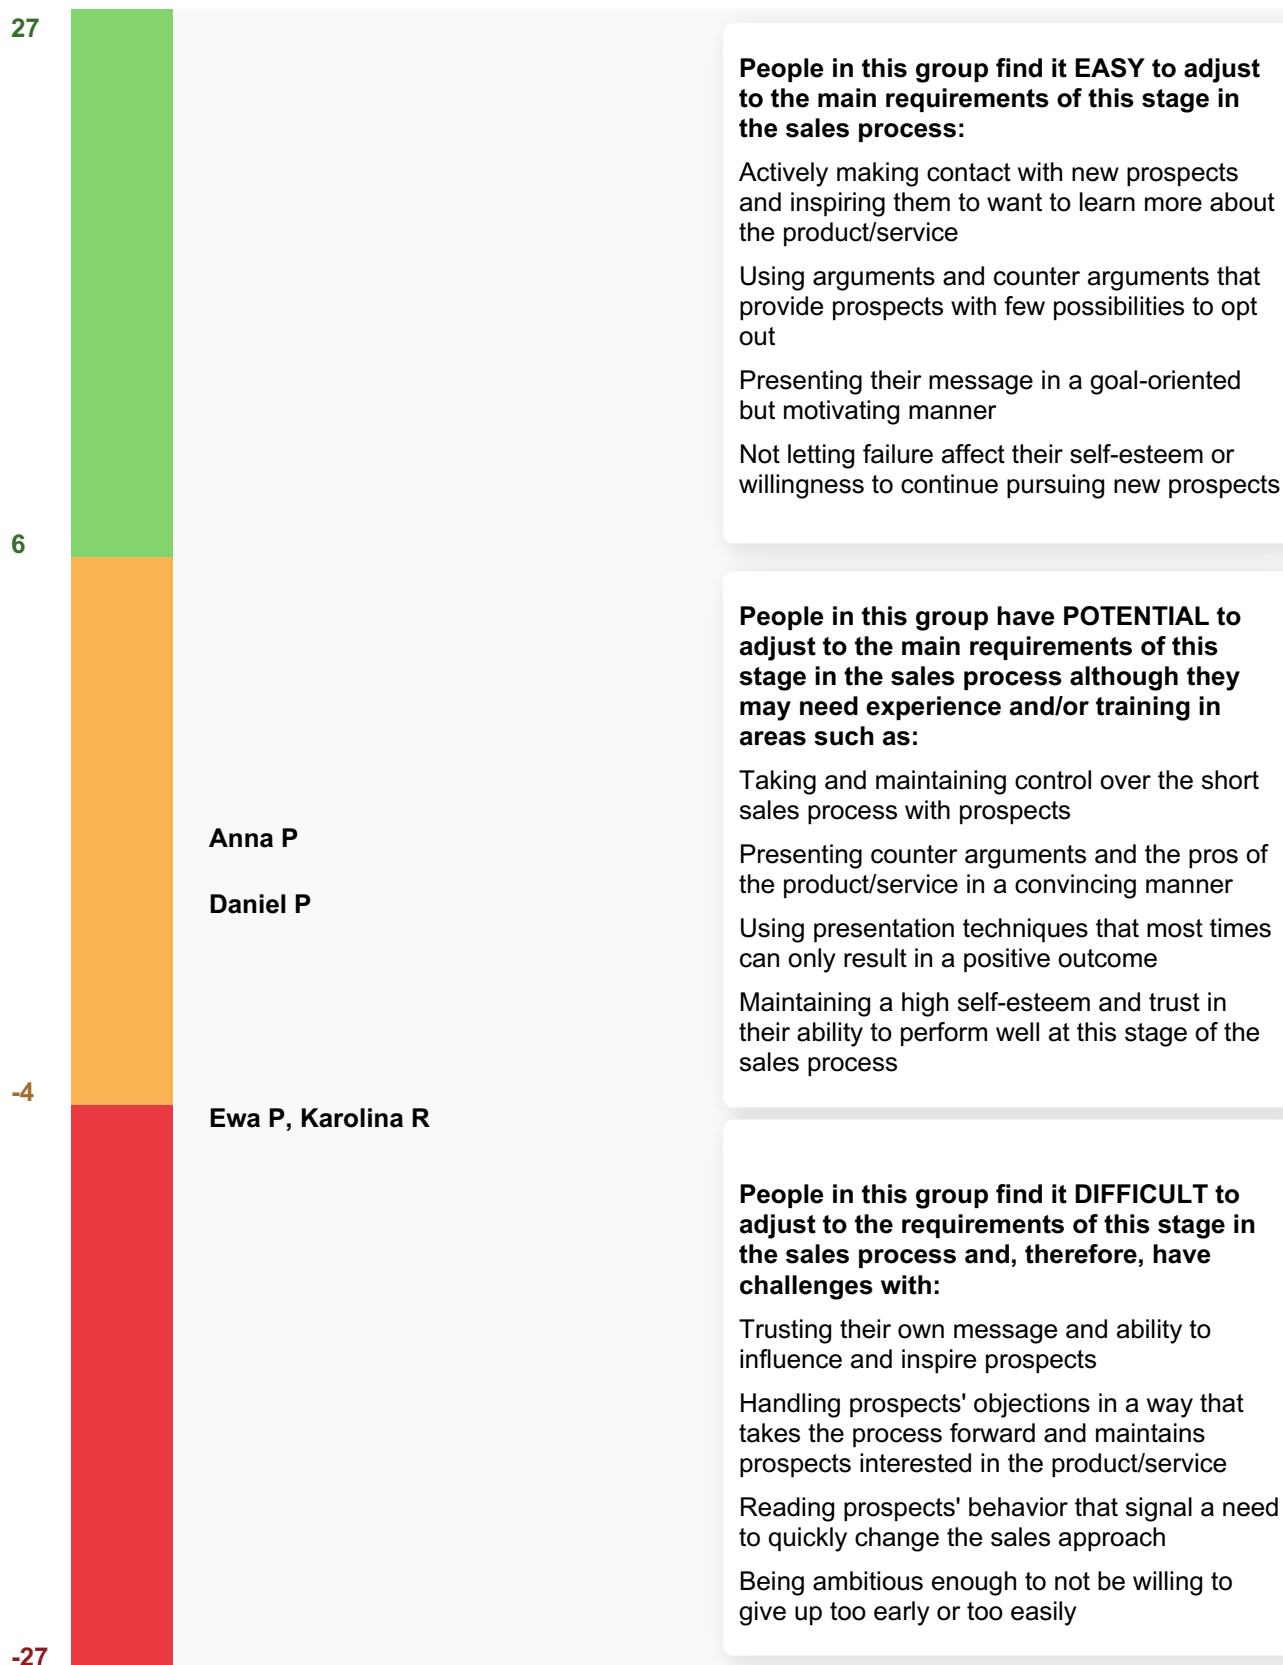 27
People in this group find it EASY to adjust
to the main requirements of this stage in
the sales process:
Actively making contact with new prospects
and inspiring them to want to learn more about
the product/service
Using arguments and counter arguments that
provide prospects with few possibilities to opt
out
Presenting their message in a goal-oriented
but motivating manner
Not letting failure affect their self-esteem or
willingness to continue pursuing new prospects
6
People in this group have POTENTIAL to
adjust to the main requirements of this
stage in the sales process although they
may need experience and/or training in
areas such as:
Taking and maintaining control over the short
sales process with prospects
Anna P
Presenting counter arguments and the pros of
the product/service in a convincing manner
Daniel P
Using presentation techniques that most times
can only result in a positive outcome
Maintaining a high self-esteem and trust in
their ability to perform well at this stage of the
sales process
-4
Ewa P, Karolina R
People in this group find it DIFFICULT to
adjust to the requirements of this stage in
the sales process and, therefore, have
challenges with:
Trusting their own message and ability to
influence and inspire prospects
Handling prospects' objections in a way that
takes the process forward and maintains
prospects interested in the product/service
Reading prospects' behavior that signal a need
to quickly change the sales approach
Being ambitious enough to not be willing to
give up too early or too easily
-27